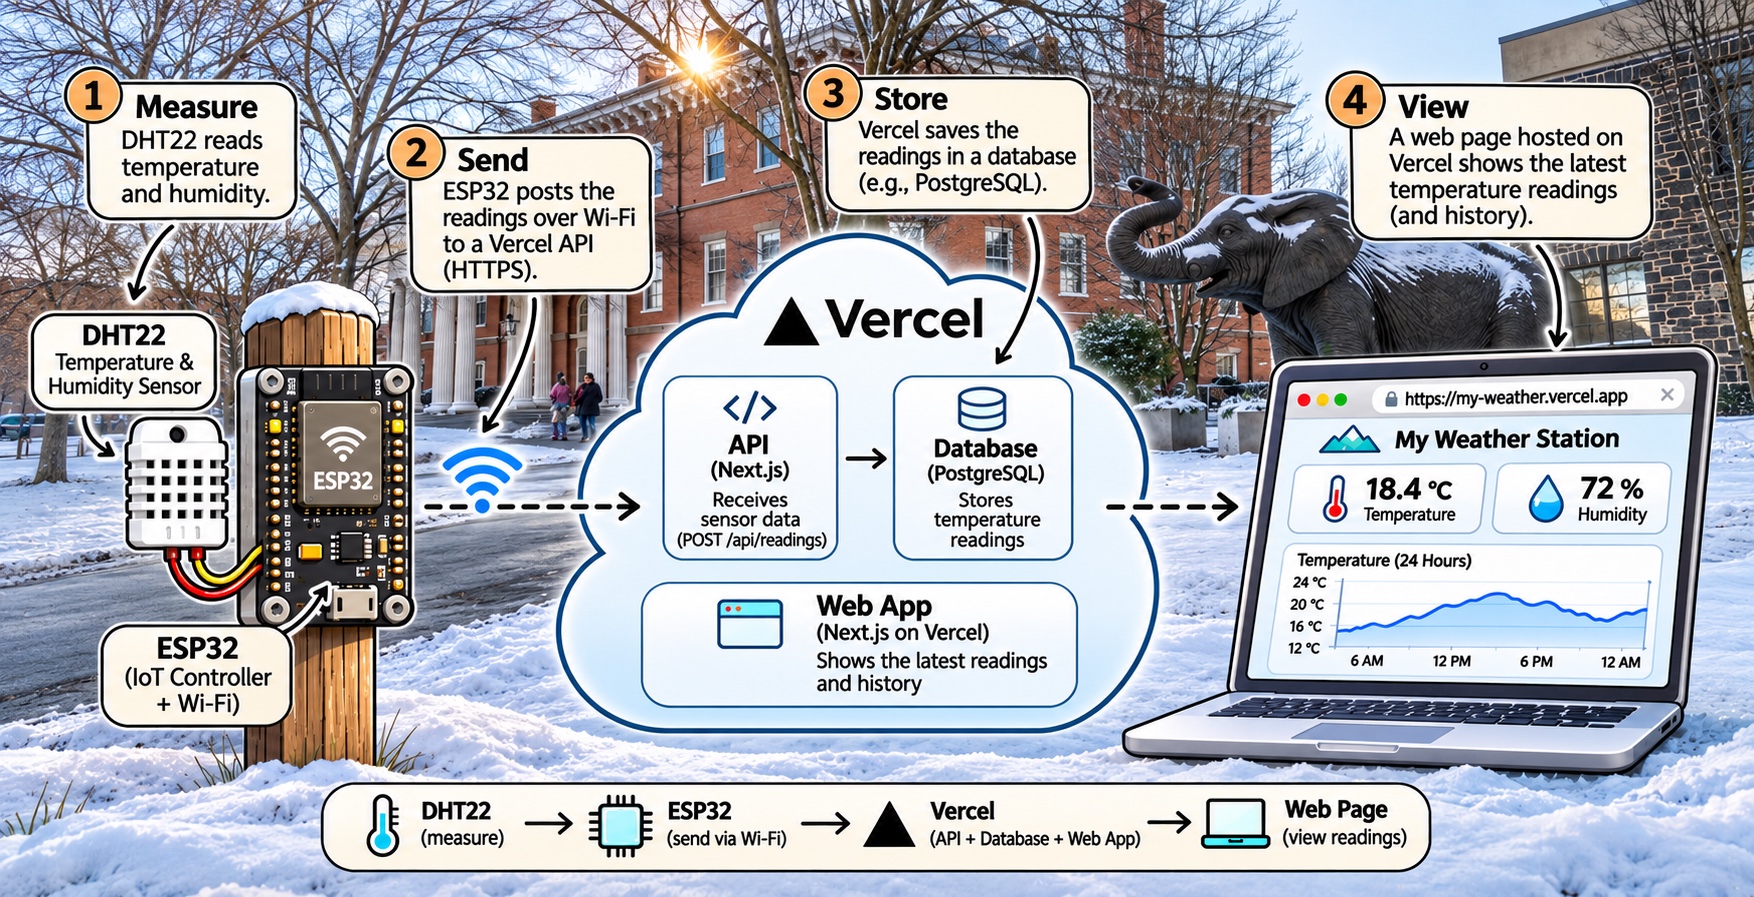 1
Measure
DHT22 reads
temperature
and humidity.
2
Send
ESP32 posts the
readings over Wi-Fi
to a Vercel API
(HTTPS).
3
Store
Vercel saves the
readings in a database
(e.g., PostgreSQL).
4
View
A web page hosted on
Vercel shows the latest
temperature readings
(and history).
DHT22
Temperature &
Humidity Sensor
ESP32
ESP32
(IoT Controller
+ Wi-Fi)
Vercel
</>
API
(Next.js)
Receives
sensor data
(POST /api/readings)
Database
(PostgreSQL)
Stores
temperature
readings
Web App
(Next.js on Vercel)
Shows the latest readings
and history
https://my-weather.vercel.app
My Weather Station
18.4 °C
Temperature
72 %
Humidity
Temperature (24 Hours)
24 °C
20 °C
16 °C
12 °C
6 AM 12 PM 6 PM 12 AM
DHT22
(measure)
ESP32
(send via Wi-Fi)
Vercel
(API + Database + Web App)
Web Page
(view readings)